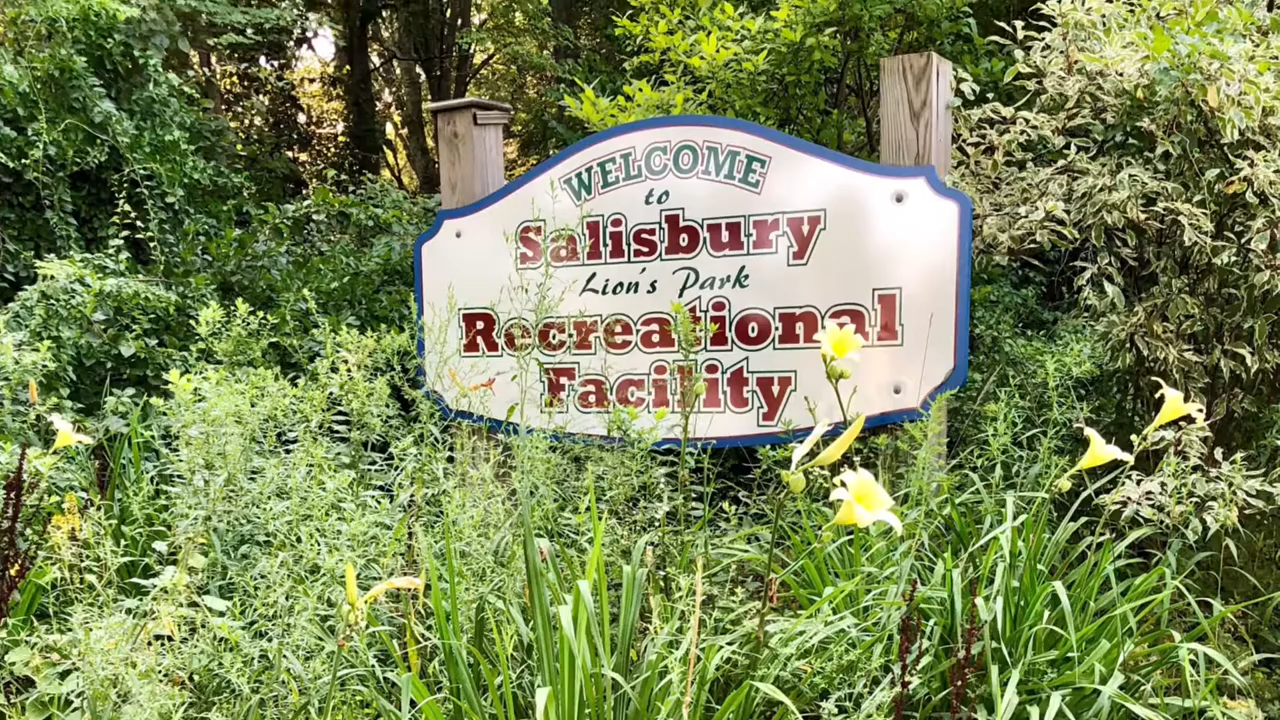 WELCOME
to
Salisbury
Lion's Park
Recreational
Facility